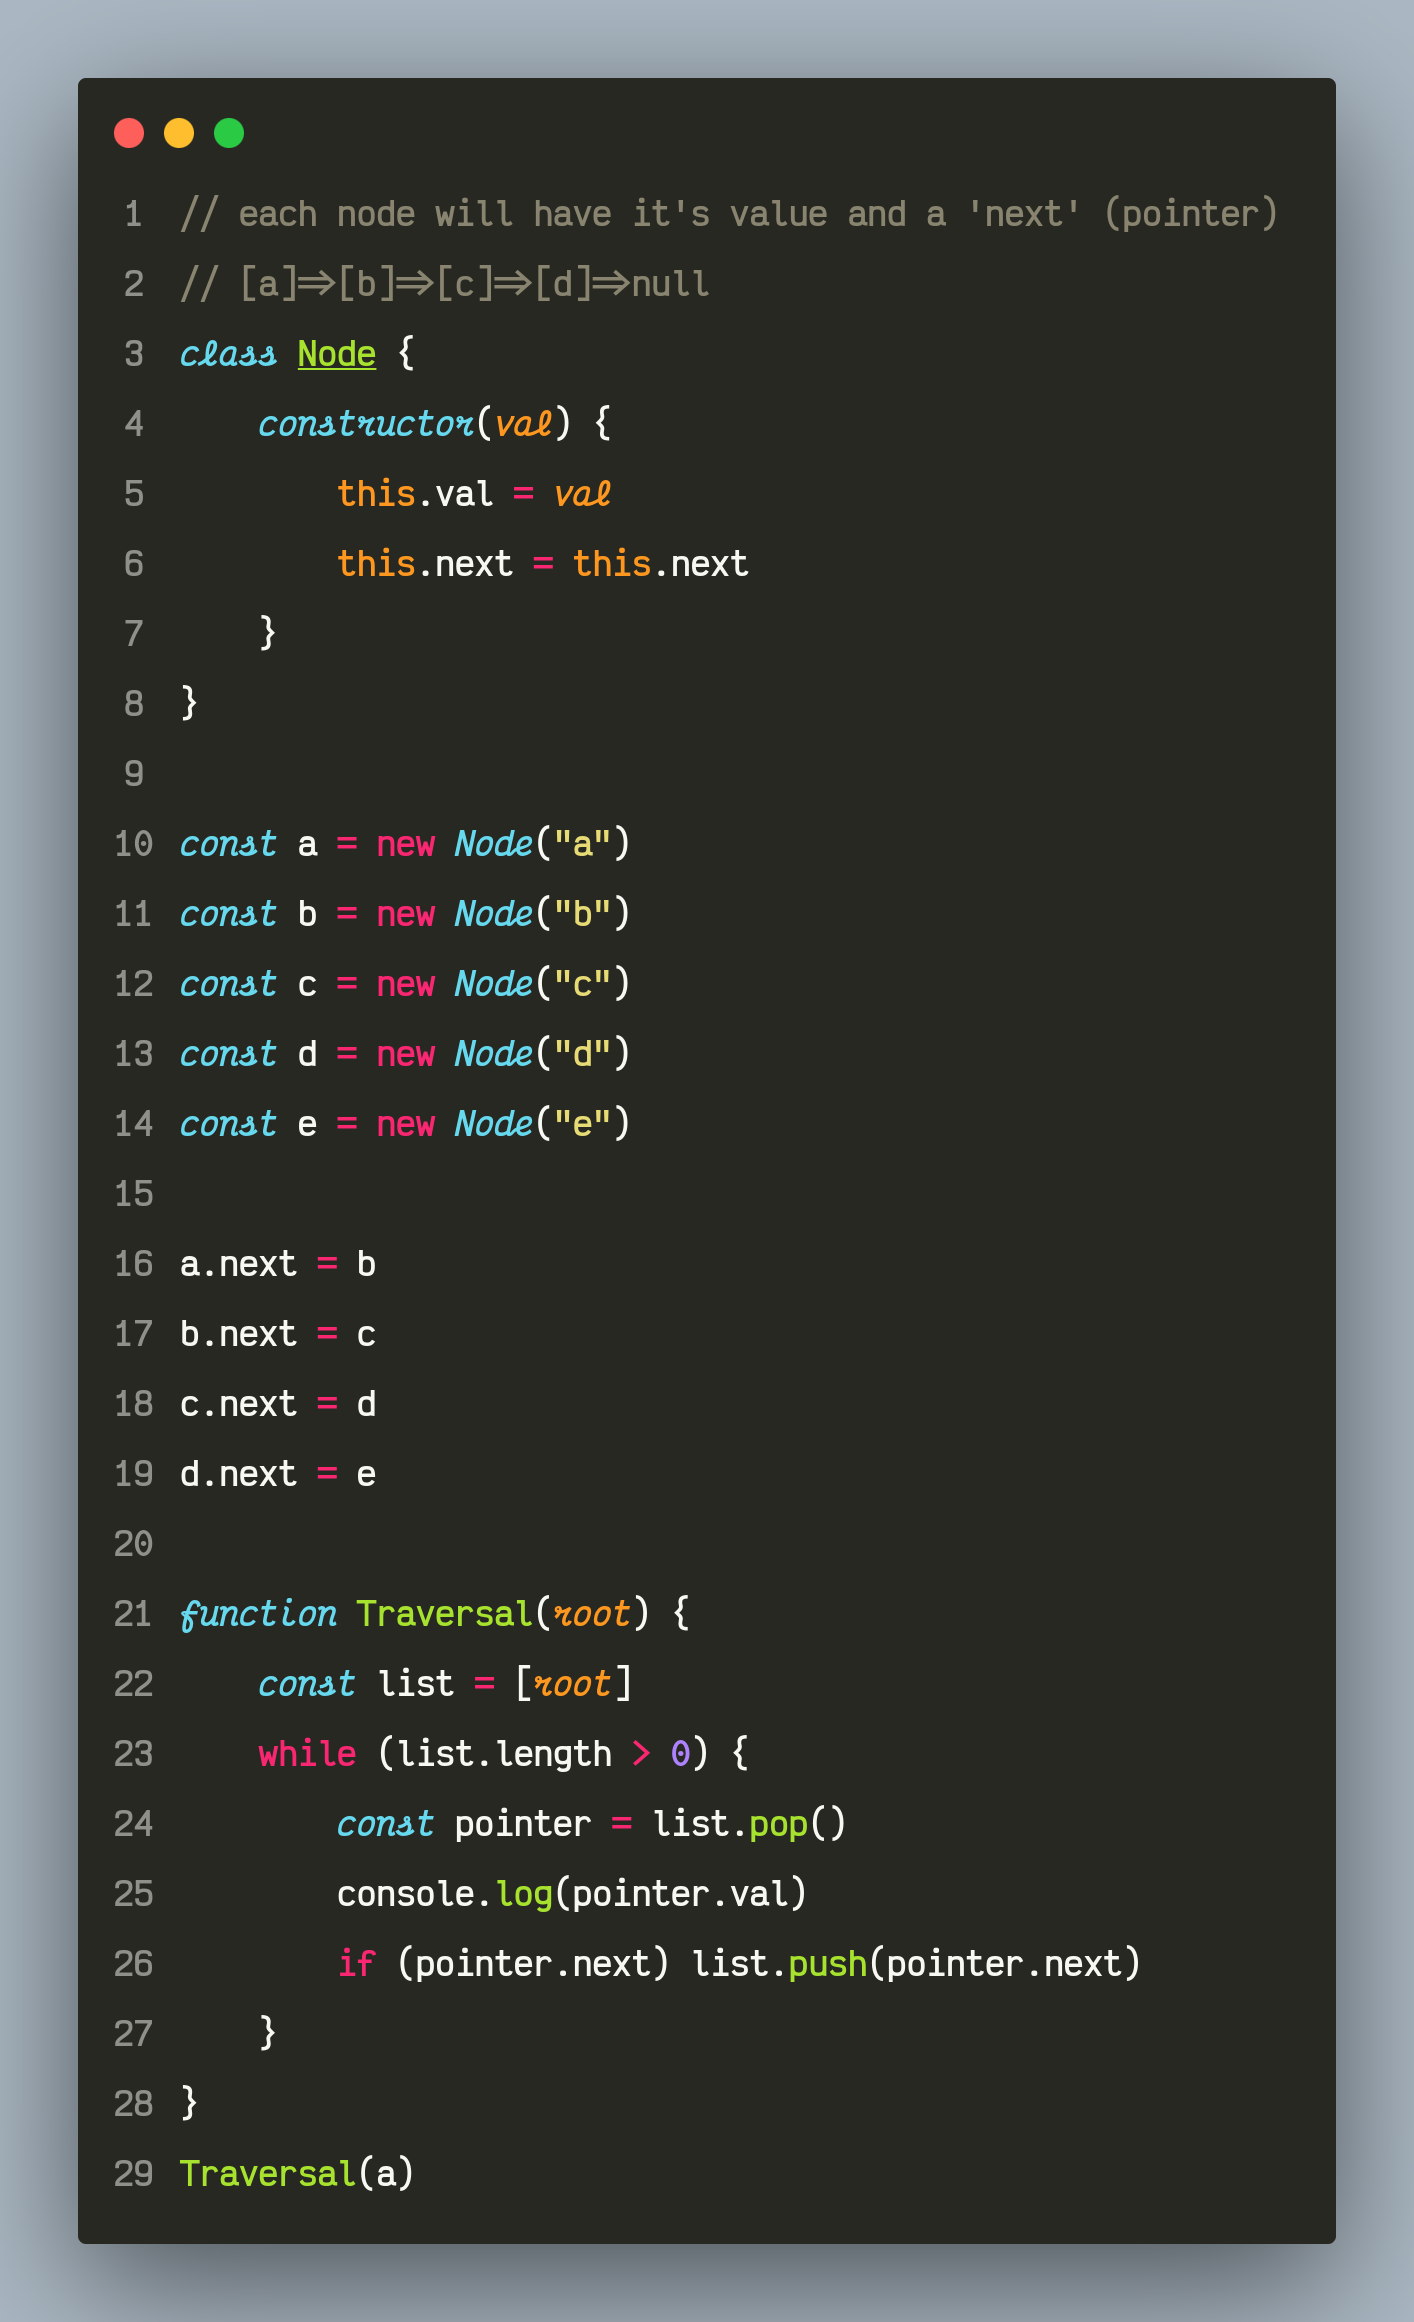 1 // each node will have it's value and a 'next' (pointer)
2 // [a]=>[b]=>[c]=>[d]=>null
3 class Node {
4     constructor(val) {
5         this.val = val
6         this.next = this.next
7     }
8 }
9
10 const a = new Node("a")
11 const b = new Node("b")
12 const c = new Node("c")
13 const d = new Node("d")
14 const e = new Node("e")
15
16 a.next = b
17 b.next = c
18 c.next = d
19 d.next = e
20
21 function Traversal(root) {
22     const list = [root]
23     while (list.length > 0) {
24         const pointer = list.pop()
25         console.log(pointer.val)
26         if (pointer.next) list.push(pointer.next)
27     }
28 }
29 Traversal(a)